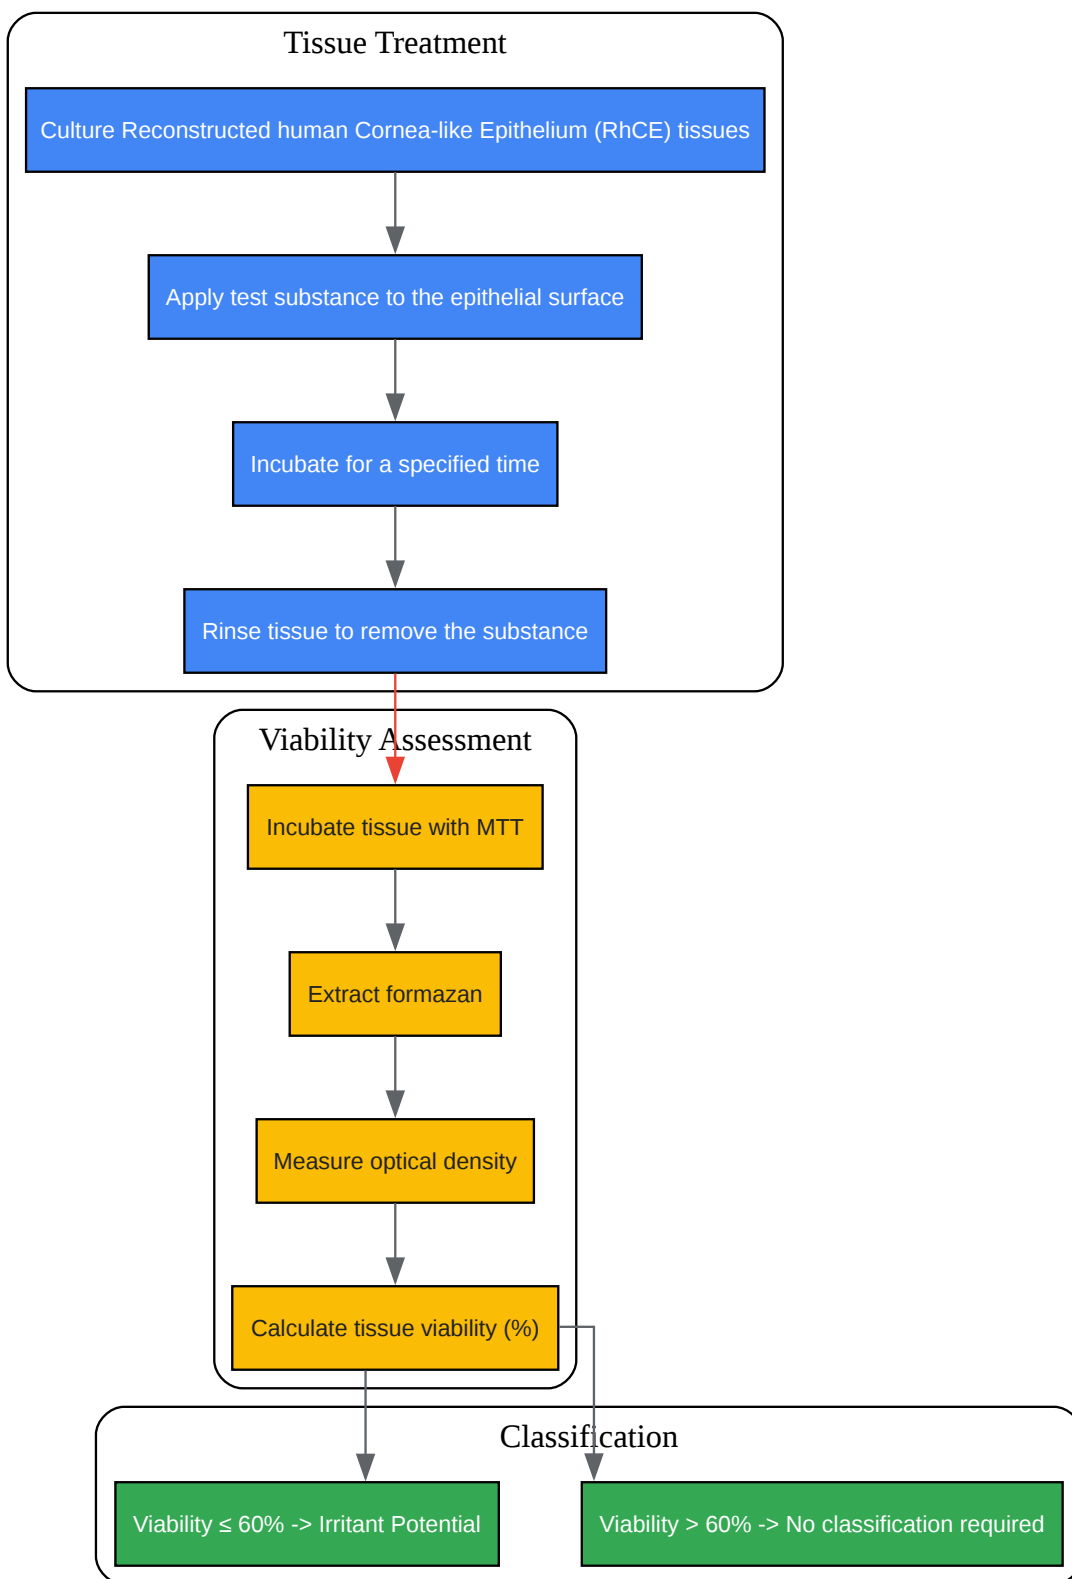 Tissue Treatment
Culture Reconstructed human Cornea-like Epithelium (RhCE) tissues
Apply test substance to the epithelial surface
Incubate for a specified time
Rinse tissue to remove the substance
Viability Assessment
Incubate tissue with MTT
Extract formazan
Measure optical density
Calculate tissue viability (%)
Classification
Viability ≤ 60% -> Irritant Potential
Viability > 60% -> No classification required